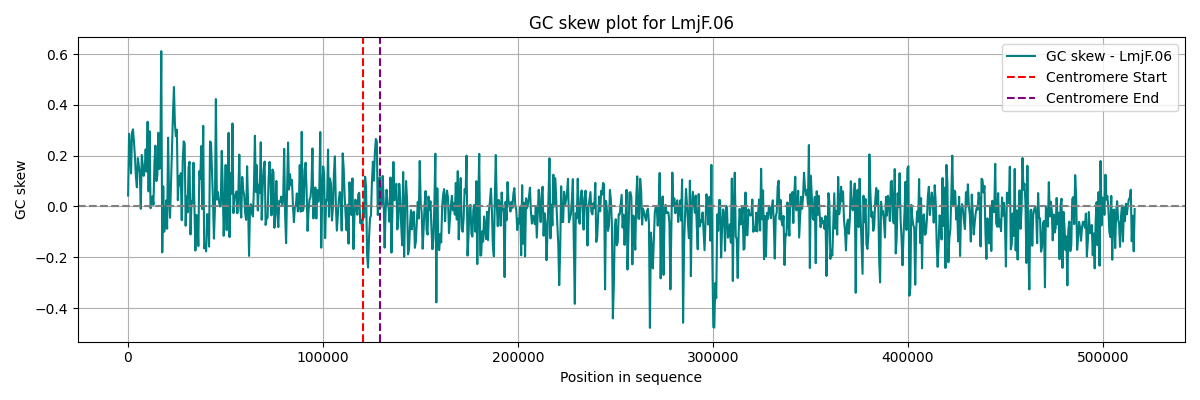 GC skew plot for LmjF.06
GC skew - LmjF.06
Centromere Start
Centromere End
GC skew
0.6
0.4
0.2
0.0
−0.2
−0.4
0 100000 200000 300000 400000 500000
Position in sequence